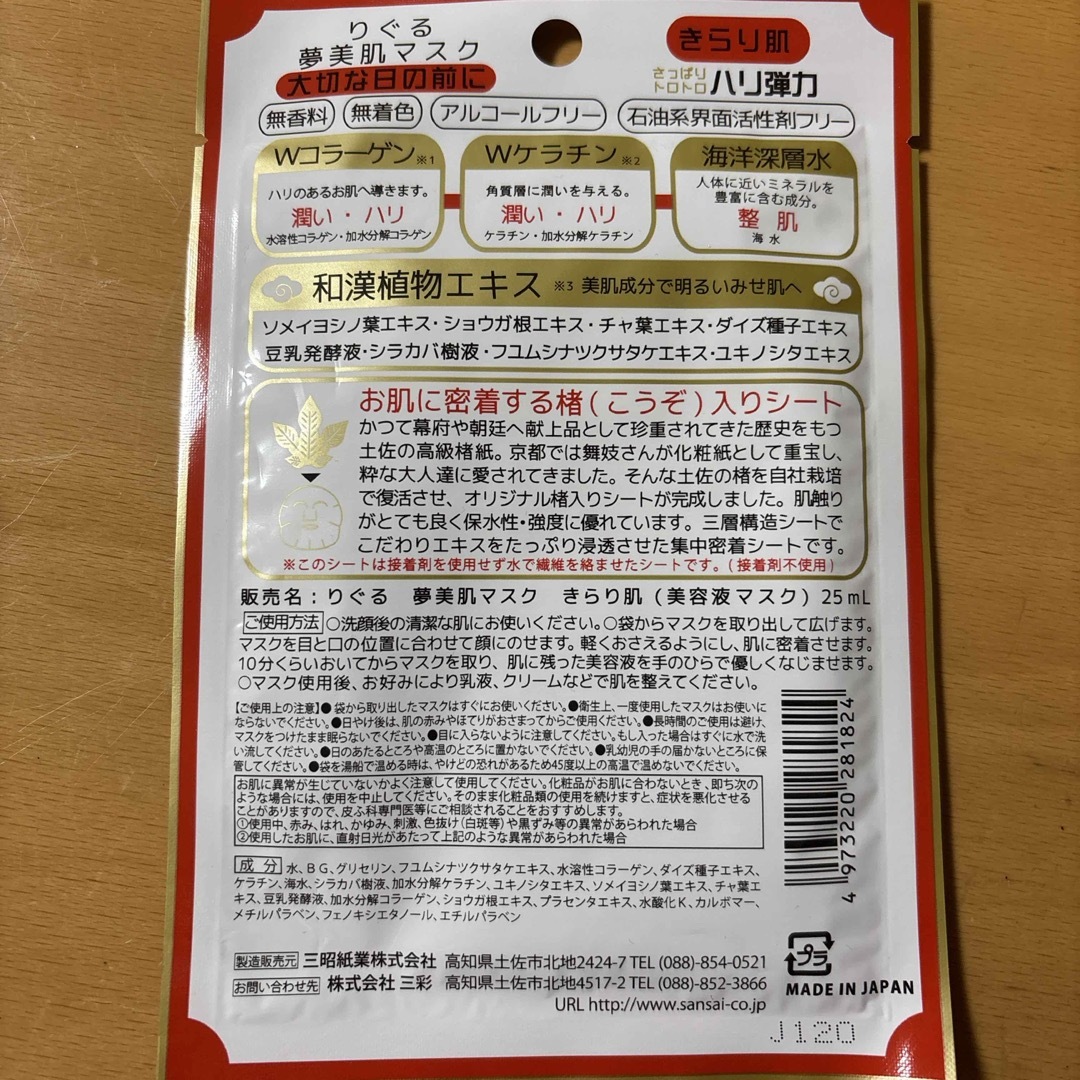 りぐる
夢美肌マスク
大切な日の前に
きらり肌
さっぱり
トロトロ
ハリ弾力
無香料 無着色 アルコールフリー 石油系界面活性剤フリー
Wコラーゲン※1
ハリのあるお肌へ導きます。
潤い・ハリ
水溶性コラーゲン・加水分解コラーゲン
Wケラチン※2
角質層に潤いを与える。
潤い・ハリ
ケラチン・加水分解ケラチン
海洋深層水
人体に近いミネラルを
豊富に含む成分。
整肌
海水
和漢植物エキス ※3 美肌成分で明るいみせ肌へ
ソメイヨシノ葉エキス・ショウガ根エキス・チャ葉エキス・ダイズ種子エキス
豆乳発酵液・シラカバ樹液・フユムシナツクサタケエキス・ユキノシタエキス
お肌に密着する楮(こうぞ)入りシート
かつて幕府や朝廷へ献上品として珍重されてきた歴史をもつ
土佐の高級楮紙。京都では舞妓さんが化粧紙として重宝し、
粋な大人達に愛されてきました。そんな土佐の楮を自社栽培
で復活させ、オリジナル楮入りシートが完成しました。肌触り
がとても良く保水性・強度に優れています。三層構造シートで
こだわりエキスをたっぷり浸透させた集中密着シートです。
※このシートは接着剤を使用せず水で繊維を絡ませたシートです。(接着剤不使用)
販売名:りぐる 夢美肌マスク きらり肌(美容液マスク)25mL
ご使用方法 ○洗顔後の清潔な肌にお使いください。○袋からマスクを取り出して広げます。
マスクを目と口の位置に合わせて顔にのせます。軽くおさえるようにし、肌に密着させます。
10分くらいおいてからマスクを取り、肌に残った美容液を手のひらで優しくなじませます。
○マスク使用後、お好みにより乳液、クリームなどで肌を整えてください。
【ご使用上の注意】●袋から取り出したマスクはすぐにお使いください。●衛生上、一度使用したマスクはお使いに
ならないでください。●日やけ後は、肌の赤みやほてりがおさまってからご使用ください。●長時間のご使用は避け、
マスクをつけたまま眠らないでください。●目に入らないように注意してください。もし入った場合はすぐに水で洗
い流してください。●日のあたるところや高温のところに置かないでください。●乳幼児の手の届かないところに保
管してください。●袋を湯船で温める時は、やけどの恐れがあるため45度以上の高温で温めないでください。
お肌に異常が生じていないかよく注意して使用してください。化粧品がお肌に合わないとき、即ち次の
ような場合には、使用を中止してください。そのまま化粧品類の使用を続けますと、症状を悪化させる
ことがありますので、皮ふ科専門医等にご相談されることをおすすめします。
①使用中、赤み、はれ、かゆみ、刺激、色抜け(白斑等)や黒ずみ等の異常があらわれた場合
②使用したお肌に、直射日光があたって上記のような異常があらわれた場合
成分 水、BG、グリセリン、フユムシナツクサタケエキス、水溶性コラーゲン、ダイズ種子エキス、
ケラチン、海水、シラカバ樹液、加水分解ケラチン、ユキノシタエキス、ソメイヨシノ葉エキス、チャ葉エ
キス、豆乳発酵液、加水分解コラーゲン、ショウガ根エキス、プラセンタエキス、水酸化K、カルボマー、
メチルパラベン、フェノキシエタノール、エチルパラベン
4 973220 281824
製造販売元 三昭紙業株式会社 高知県土佐市北地2424-7 TEL (088)-854-0521
お問い合わせ先 株式会社 三彩 高知県土佐市北地4517-2 TEL (088)-852-3866
URL http://www.sansai-co.jp
プラ
MADE IN JAPAN
J120